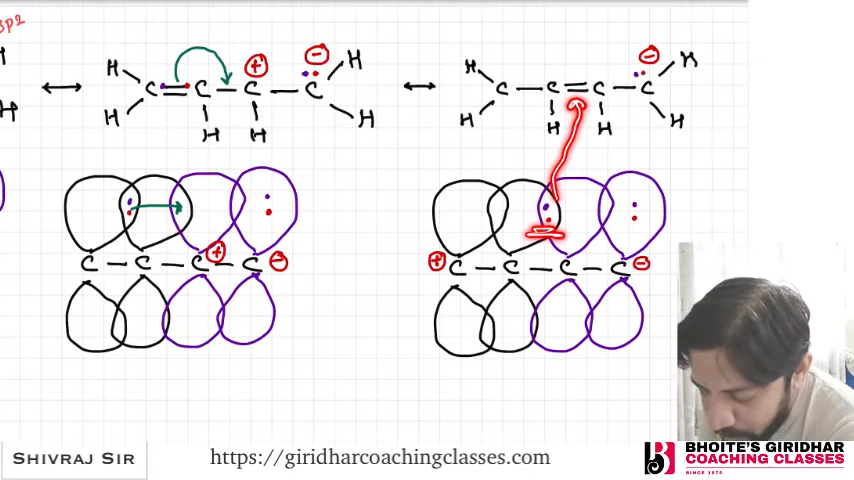 sp2
H H
H
⊕
⊖
H
↔ C = C — C — C ↔ C — C = C — C
H
H H H H
⊖
H
H
H
H H H
⊕ ⊖
C — C — C — C
⊕ ⊖
C — C — C — C
SHIVRAJ SIR
https://giridharcoachingclasses.com
BHOITE'S GIRIDHAR
COACHING CLASSES
SINCE 1975